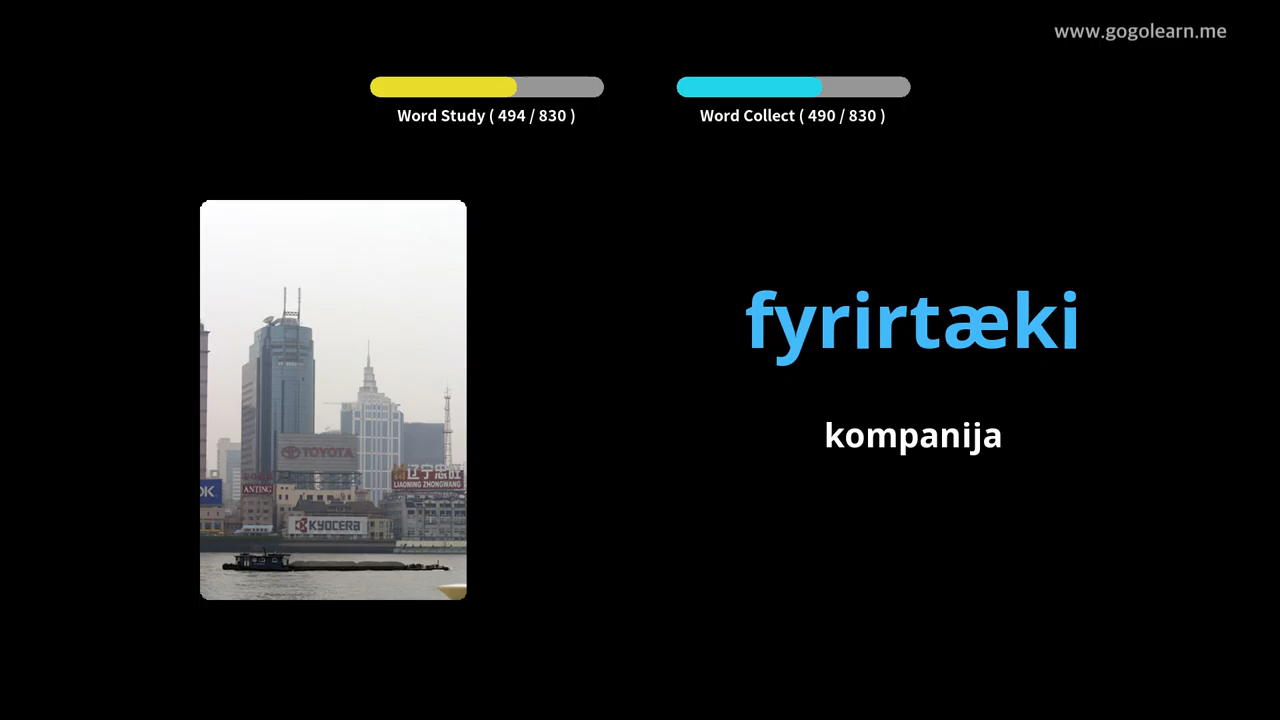 www.gogolearn.me
Word Study ( 494 / 830 )
Word Collect ( 490 / 830 )
fyrirtæki
kompanija
TOYOTA
辽宁忠旺
LIAONING ZHONGWANG
ANTING
KYOCERA